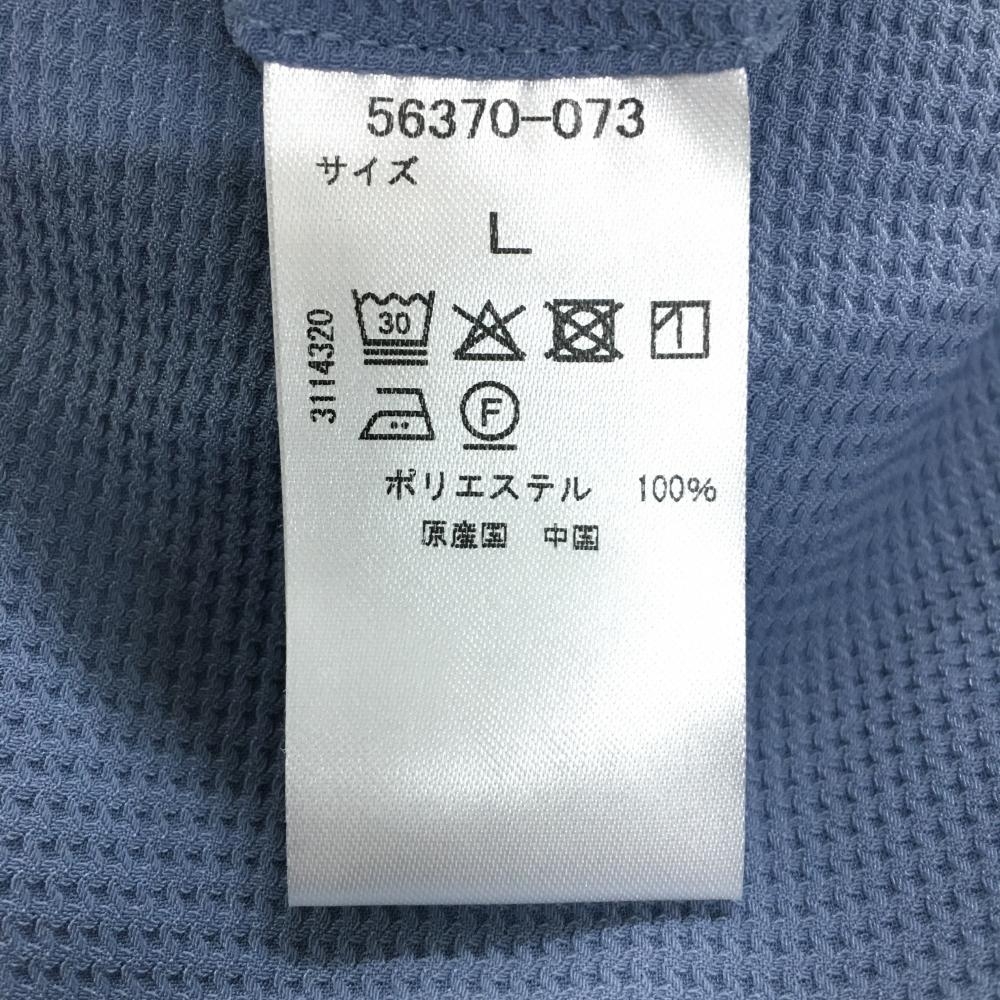 56370-073
サイズ
L
3114320
30
F
ポリエステル 100%
原産国 中国